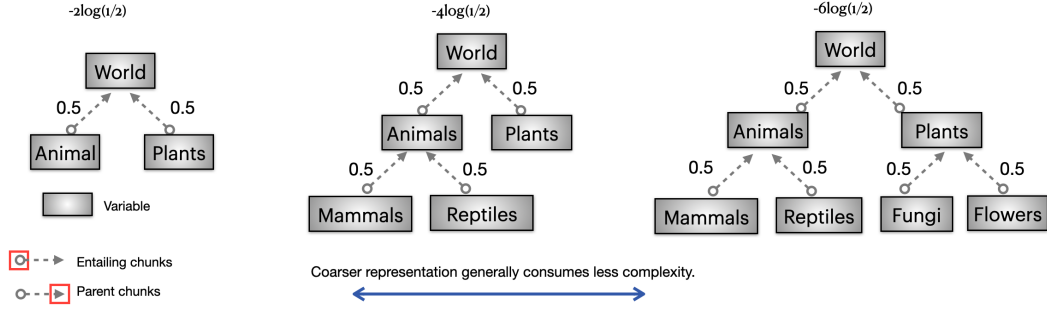 -2log(1/2)
-4log(1/2)
-6log(1/2)
World
0.5
0.5
Animal
Plants
Variable
Entailing chunks
Parent chunks
World
0.5
0.5
Animals
Plants
0.5
0.5
Mammals
Reptiles
World
0.5
0.5
Animals
Plants
0.5
0.5
0.5
0.5
Mammals
Reptiles
Fungi
Flowers
Coarser representation generally consumes less complexity.